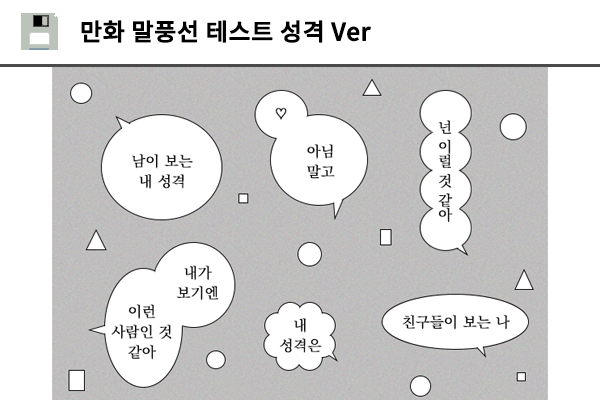 만화 말풍선 테스트 성격 Ver
남이 보는
내 성격
♡
아님
말고
넌 이럴 것 같아
내가
보기엔
이런
사람인 것
같아
내
성격은
친구들이 보는 나